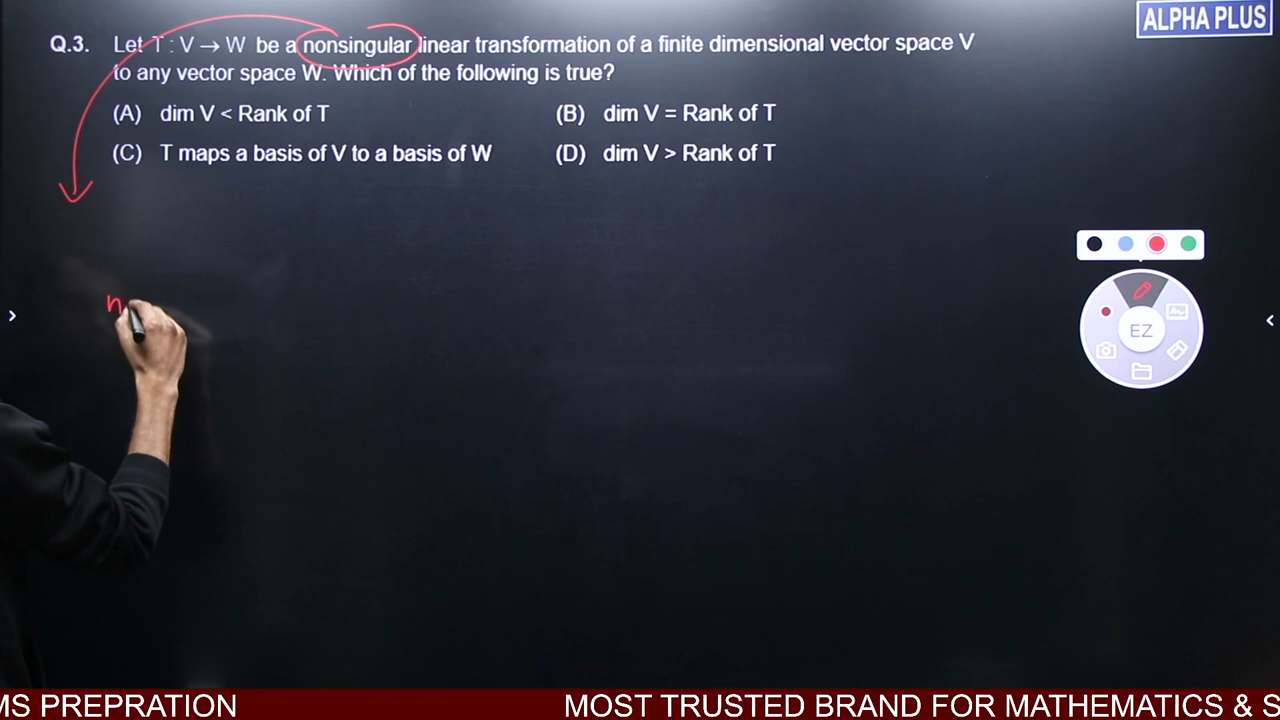 ALPHA PLUS
Q.3. Let T : V → W be a nonsingular linear transformation of a finite dimensional vector space V
to any vector space W. Which of the following is true?
(A) dim V < Rank of T
(B) dim V = Rank of T
(C) T maps a basis of V to a basis of W
(D) dim V > Rank of T
n
EZ
MS PREPRATION MOST TRUSTED BRAND FOR MATHEMATICS & S